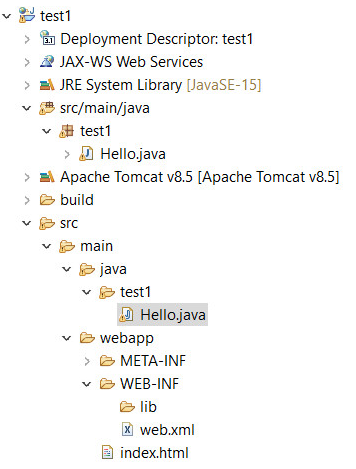 test1
Deployment Descriptor: test1
JAX-WS Web Services
JRE System Library [JavaSE-15]
src/main/java
test1
Hello.java
Apache Tomcat v8.5 [Apache Tomcat v8.5]
build
src
main
java
test1
Hello.java
webapp
META-INF
WEB-INF
lib
web.xml
index.html